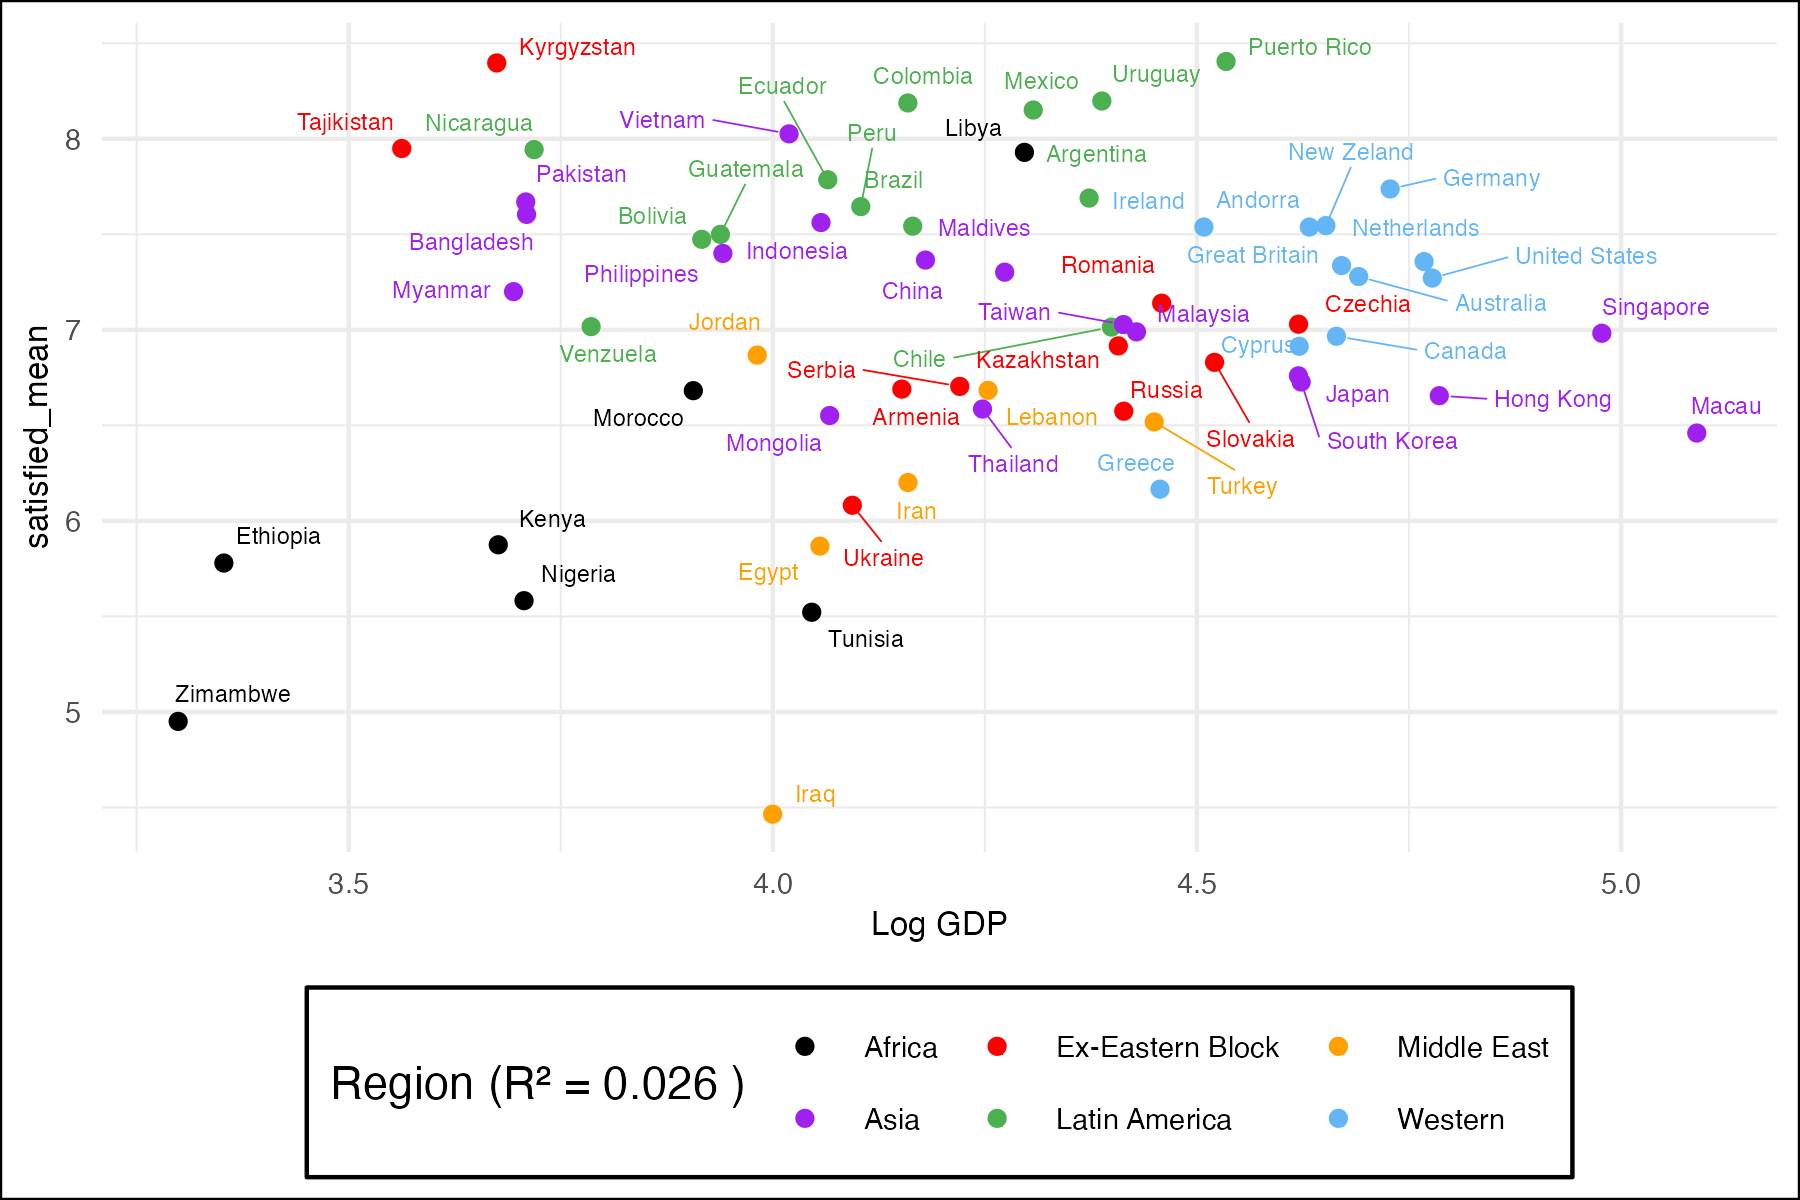 Kyrgyzstan
Puerto Rico
Uruguay
Colombia
Mexico
Ecuador
Tajikistan
Nicaragua
Vietnam
Peru
Libya
8
Argentina
New Zeland
Guatemala
Pakistan
Brazil
Germany
Ireland
Andorra
Bolivia
Maldives
Netherlands
Bangladesh
Indonesia
Great Britain
United States
Romania
Philippines
Myanmar
China
Australia
Czechia
Singapore
Taiwan
Malaysia
Jordan
7
Venzuela
Chile
Kazakhstan
Cyprus
Canada
Serbia
Russia
Japan
Hong Kong
Macau
Morocco
Armenia
Lebanon
Mongolia
Slovakia
South Korea
Thailand
Greece
Turkey
Iran
6
Kenya
Ethiopia
Ukraine
Egypt
Nigeria
Tunisia
Zimambwe
5
Iraq
satisfied_mean
3.5 4.0 4.5 5.0
Log GDP
Region (R² = 0.026 )
Africa Ex-Eastern Block Middle East
Asia Latin America Western